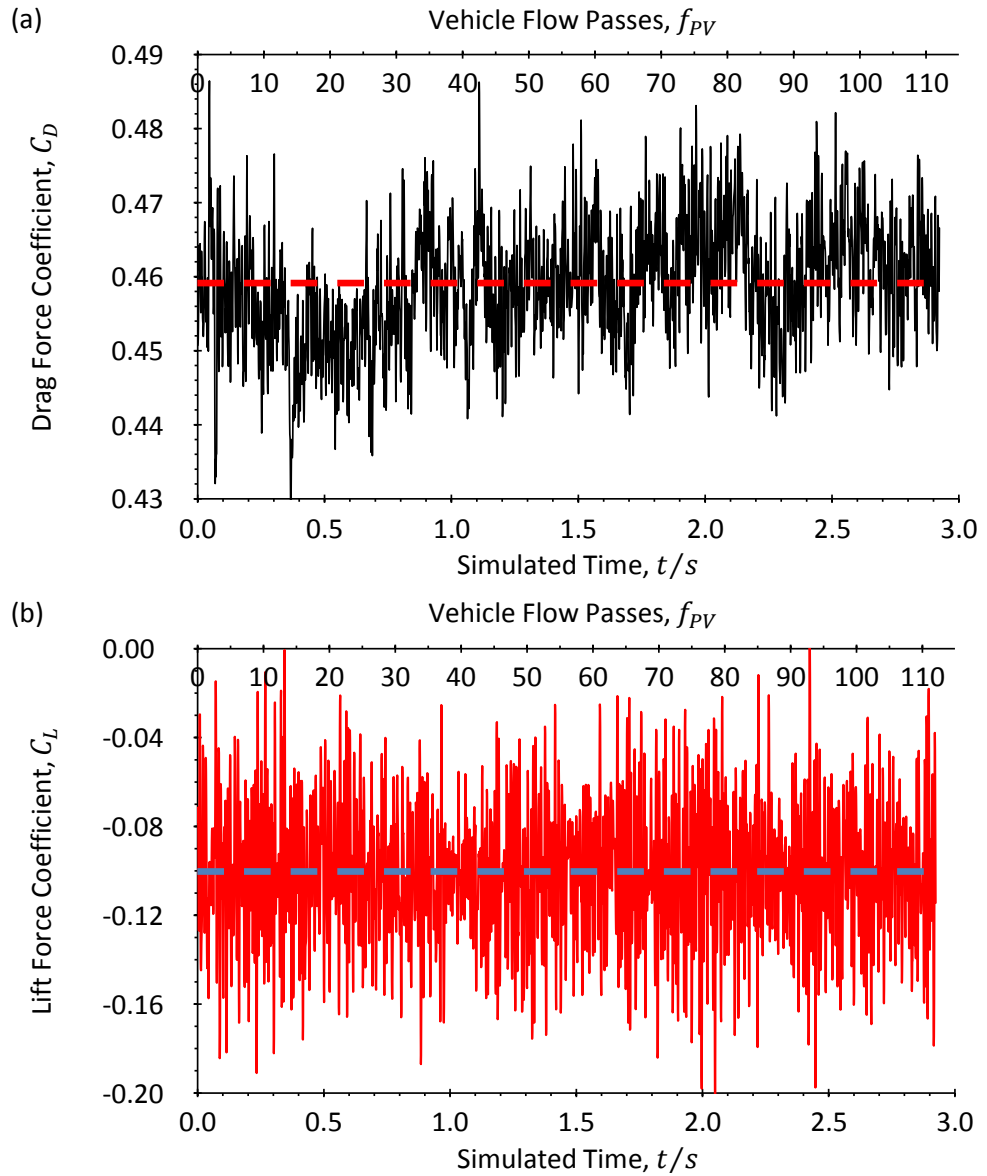 (a)
Vehicle Flow Passes, f_PV
0 10 20 30 40 50 60 70 80 90 100 110
Drag Force Coefficient, C_D
0.49
0.48
0.47
0.46
0.45
0.44
0.43
0.0 0.5 1.0 1.5 2.0 2.5 3.0
Simulated Time, t/s
(b)
Vehicle Flow Passes, f_PV
0 10 20 30 40 50 60 70 80 90 100 110
Lift Force Coefficient, C_L
0.00
-0.04
-0.08
-0.12
-0.16
-0.20
0.0 0.5 1.0 1.5 2.0 2.5 3.0
Simulated Time, t/s